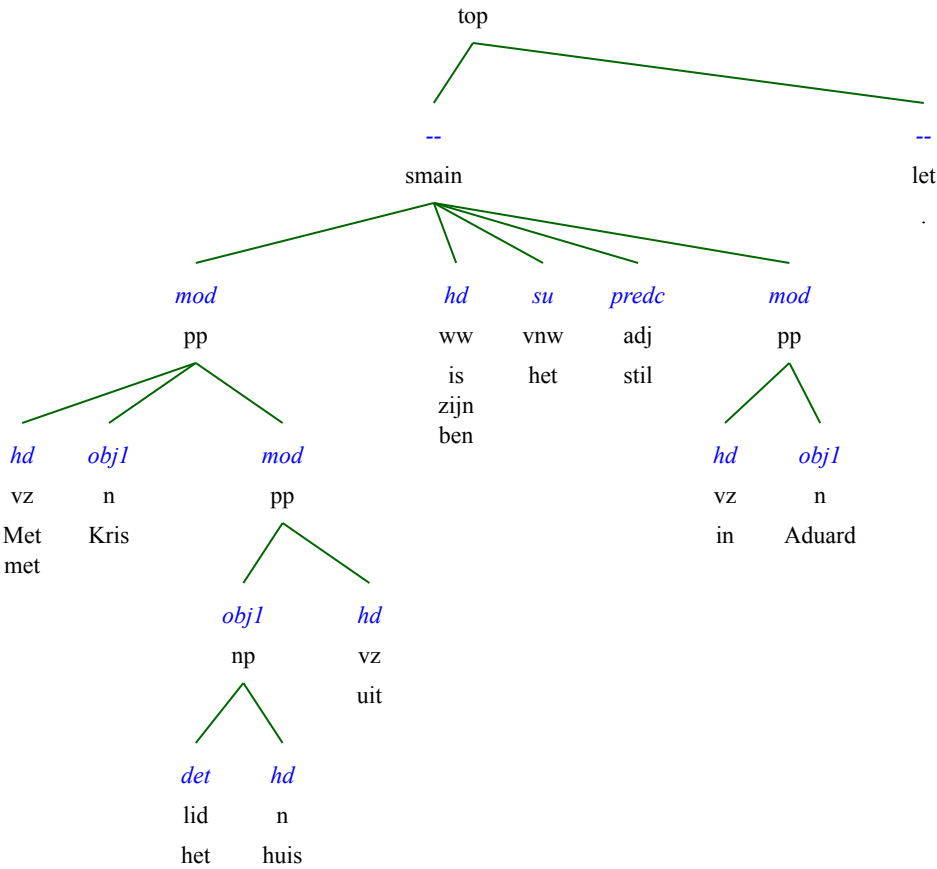 top
-- --
smain let
.
mod hd su predc mod
pp ww vnw adj pp
is het stil
zijn
ben
hd obj1 mod hd obj1
vz n pp vz n
Met Kris in Aduard
met
obj1 hd
np vz
uit
det hd
lid n
het huis